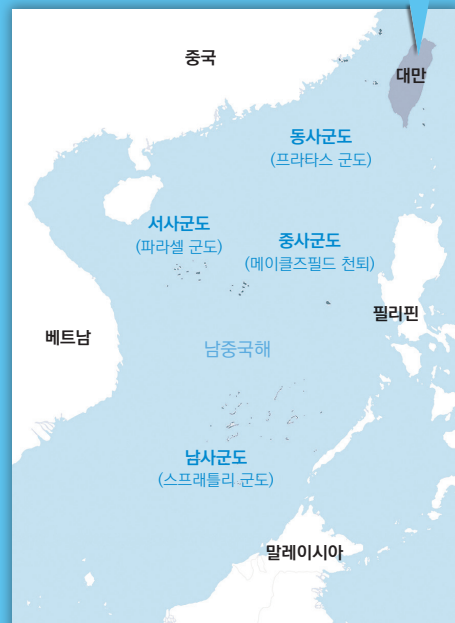 중국
대만
동사군도
(프라타스 군도)
서사군도
(파라셀 군도)
중사군도
(메이클즈필드 천퇴)
필리핀
베트남
남중국해
남사군도
(스프래틀리 군도)
말레이시아